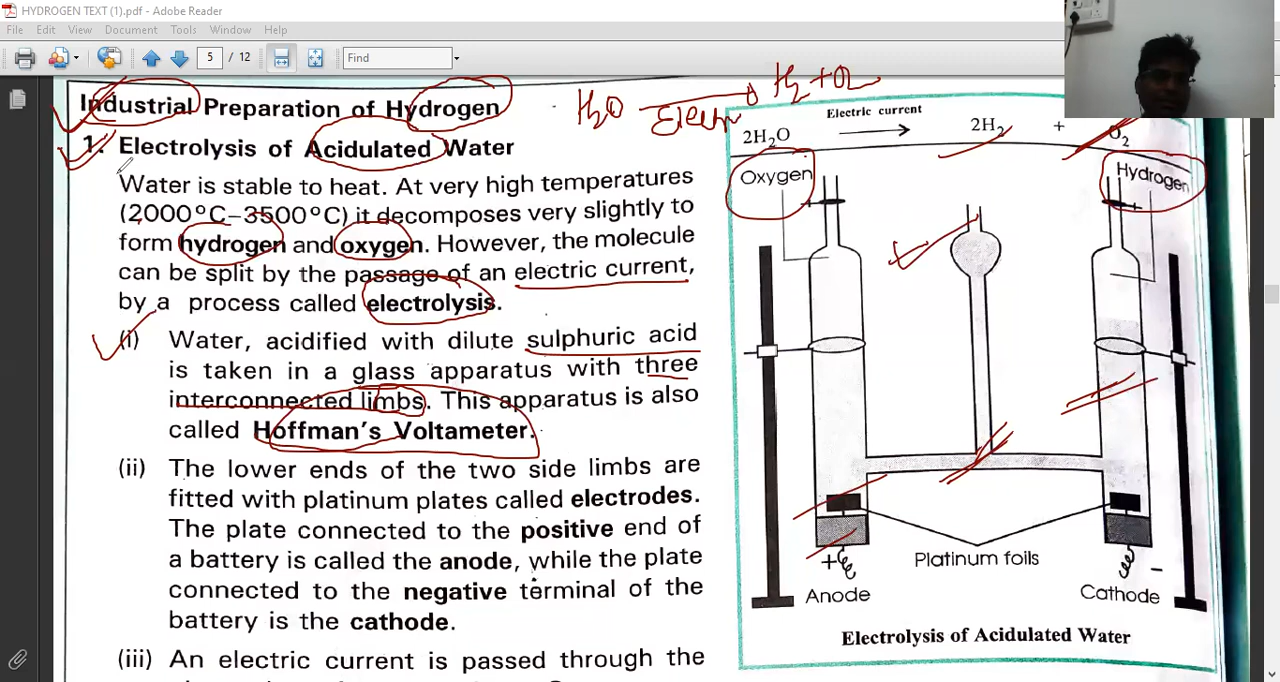 HYDROGEN TEXT (1).pdf - Adobe Reader
File Edit View Document Tools Window Help
5 / 12 Find
Industrial Preparation of Hydrogen
1. Electrolysis of Acidulated Water
Water is stable to heat. At very high temperatures
(2000°C–3500°C) it decomposes very slightly to
form hydrogen and oxygen. However, the molecule
can be split by the passage of an electric current,
by a process called electrolysis.
(i) Water, acidified with dilute sulphuric acid
is taken in a glass apparatus with three
interconnected limbs. This apparatus is also
called Hoffman's Voltameter.
(ii) The lower ends of the two side limbs are
fitted with platinum plates called electrodes.
The plate connected to the positive end of
a battery is called the anode, while the plate
connected to the negative terminal of the
battery is the cathode.
(iii) An electric current is passed through the
H2O H2 + O2
Electr
Electric current
2H2O → 2H2 + O2
Oxygen
Hydrogen
Platinum foils
+ −
Anode
Cathode
Electrolysis of Acidulated Water